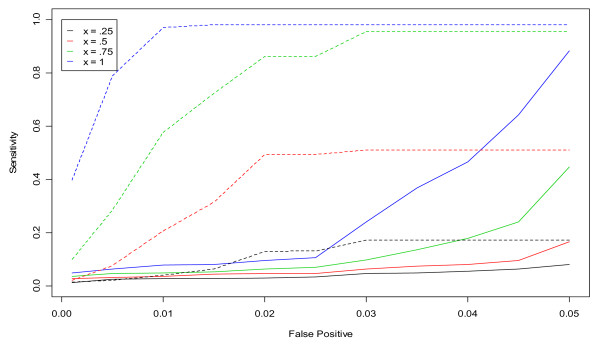 1.0
0.8
0.6
0.4
0.2
0.0
Sensitivity
x = .25
x = .5
x = .75
x = 1
0.00
0.01
0.02
0.03
0.04
0.05
False Positive